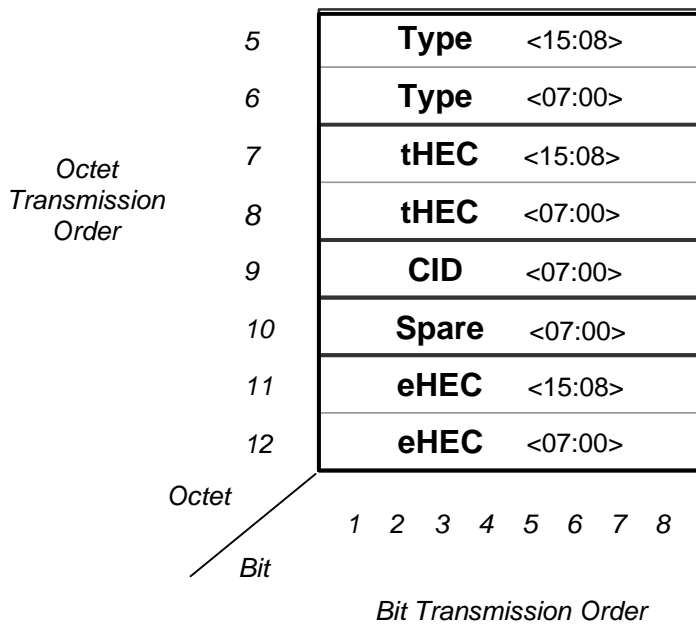 5 Type <15:08>
6 Type <07:00>
7 tHEC <15:08>
Octet
Transmission
Order
8 tHEC <07:00>
9 CID <07:00>
10 Spare <07:00>
11 eHEC <15:08>
12 eHEC <07:00>
Octet
Bit
1 2 3 4 5 6 7 8
Bit Transmission Order